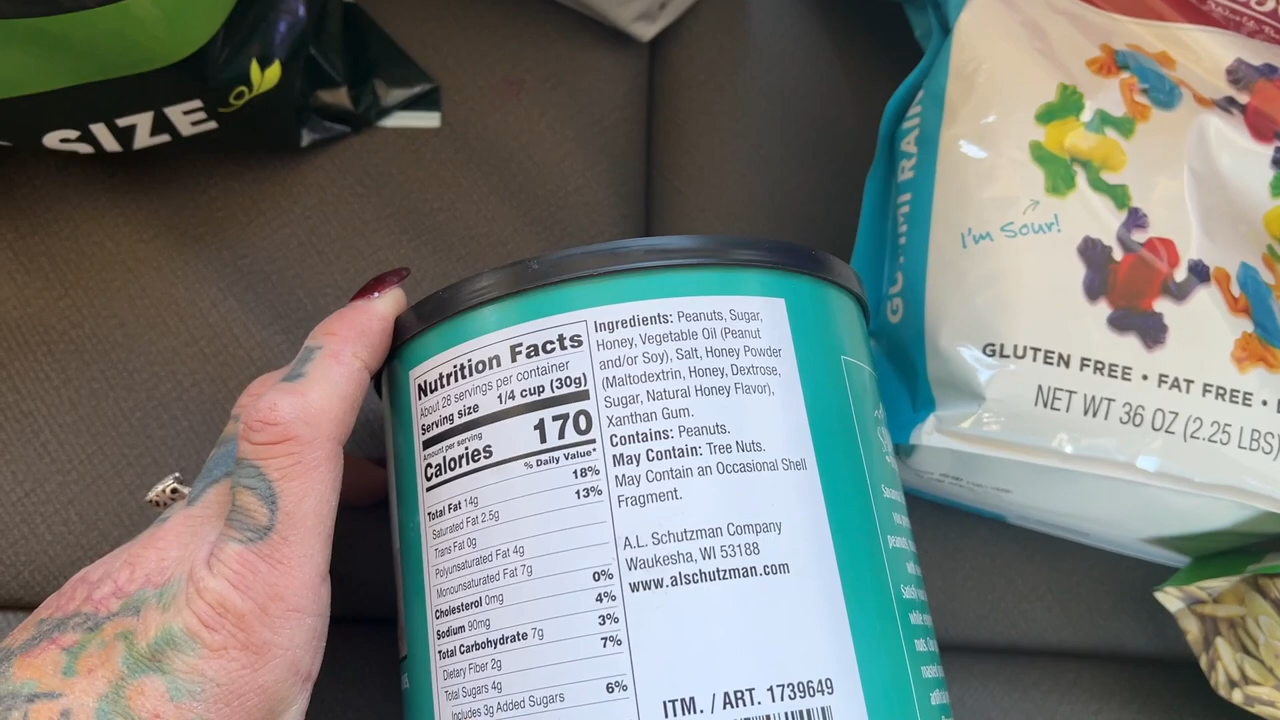 SIZE
GUMMI RAIN
I'm Sour!
GLUTEN FREE • FAT FREE •
NET WT 36 OZ (2.25 LBS)
Nutrition Facts
About 28 servings per container
Serving size 1/4 cup (30g)
Amount per serving
Calories 170
% Daily Value*
Total Fat 14g 18%
Saturated Fat 2.5g 13%
Trans Fat 0g
Polyunsaturated Fat 4g
Monounsaturated Fat 7g
Cholesterol 0mg 0%
Sodium 90mg 4%
Total Carbohydrate 7g 3%
Dietary Fiber 2g 7%
Total Sugars 4g
Includes 3g Added Sugars 6%
Ingredients: Peanuts, Sugar,
Honey, Vegetable Oil (Peanut
and/or Soy), Salt, Honey Powder
(Maltodextrin, Honey, Dextrose,
Sugar, Natural Honey Flavor),
Xanthan Gum.
Contains: Peanuts.
May Contain: Tree Nuts.
May Contain an Occasional Shell
Fragment.
A.L. Schutzman Company
Waukesha, WI 53188
www.alschutzman.com
ITM. / ART. 1739649